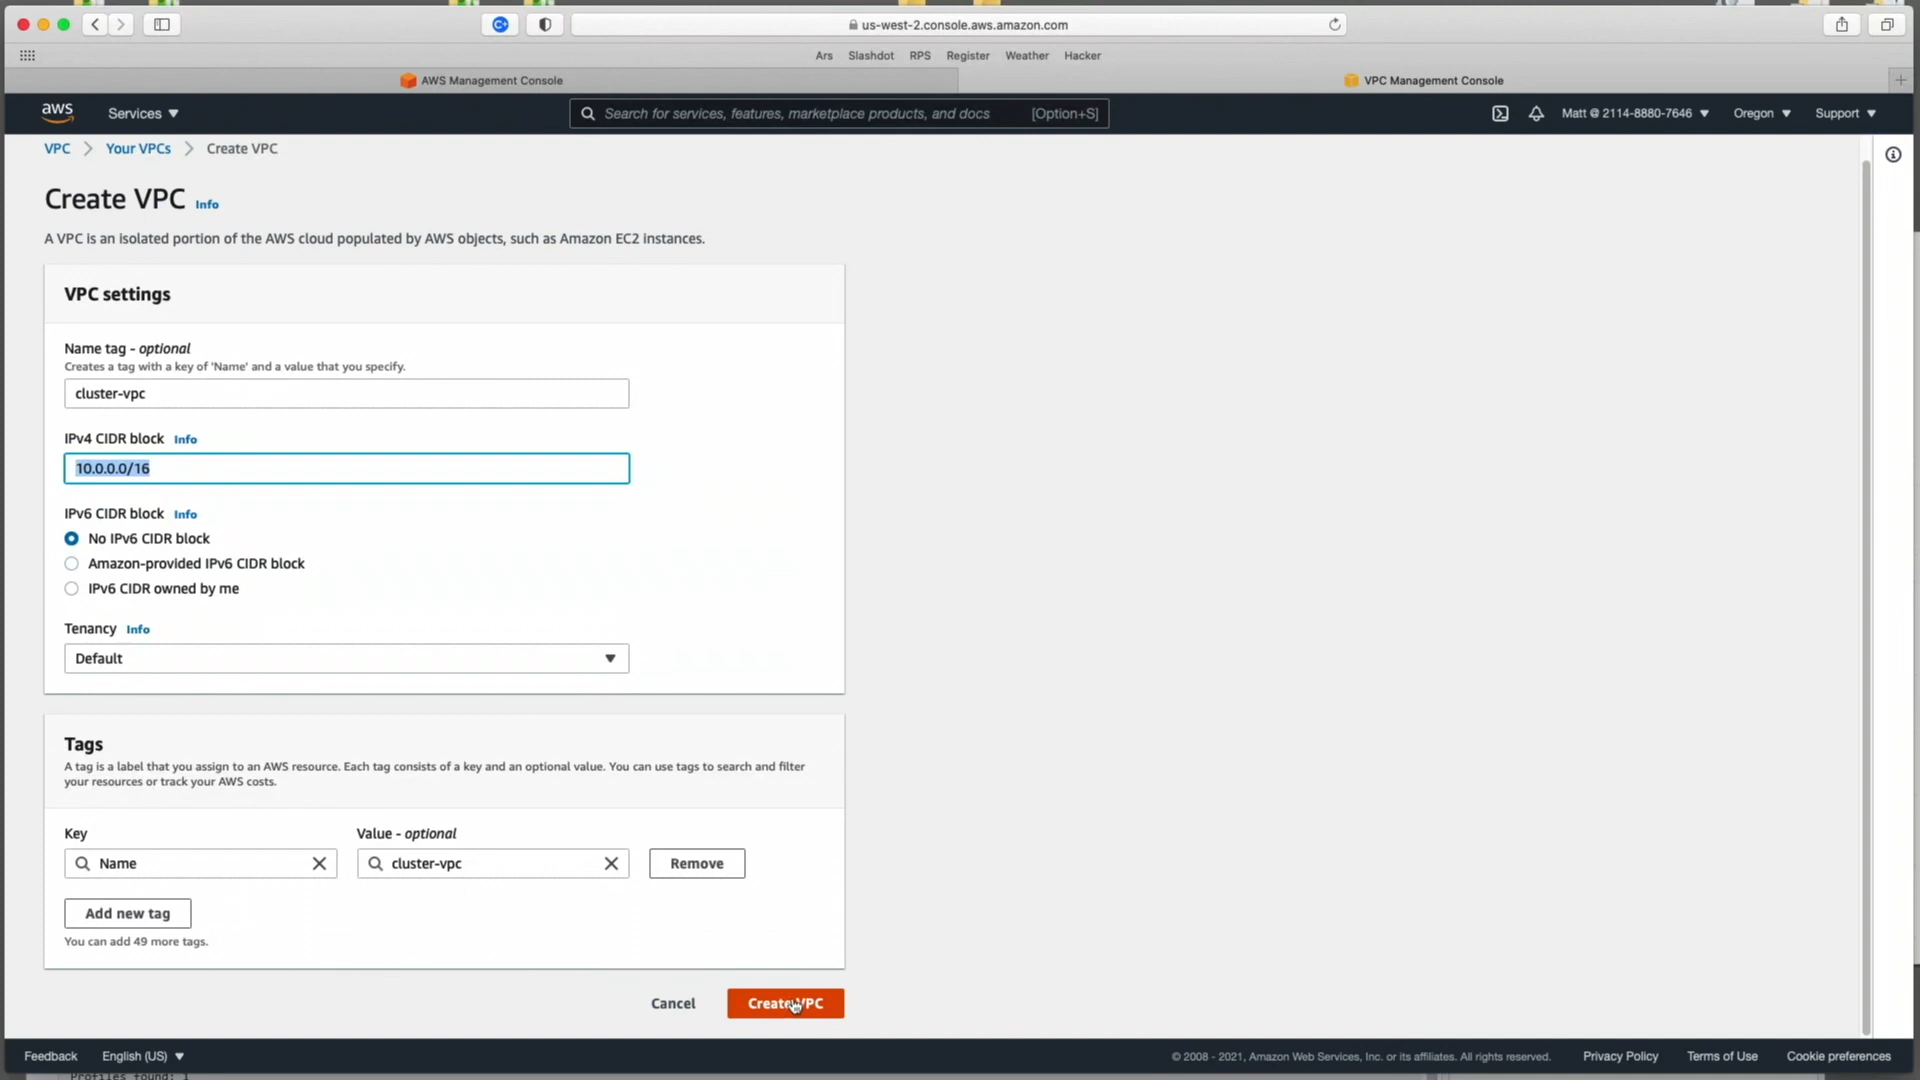 us-west-2.console.aws.amazon.com
Ars Slashdot RPS Register Weather Hacker
AWS Management Console VPC Management Console
aws Services ▼ Search for services, features, marketplace products, and docs [Option+S] Matt @ 2114-8880-7646 ▼ Oregon ▼ Support ▼
VPC > Your VPCs > Create VPC
Create VPC Info
A VPC is an isolated portion of the AWS cloud populated by AWS objects, such as Amazon EC2 instances.
VPC settings
Name tag - optional
Creates a tag with a key of 'Name' and a value that you specify.
cluster-vpc
IPv4 CIDR block Info
10.0.0.0/16
IPv6 CIDR block Info
No IPv6 CIDR block
Amazon-provided IPv6 CIDR block
IPv6 CIDR owned by me
Tenancy Info
Default
Tags
A tag is a label that you assign to an AWS resource. Each tag consists of a key and an optional value. You can use tags to search and filter
your resources or track your AWS costs.
Key Value - optional
Name cluster-vpc Remove
Add new tag
You can add 49 more tags.
Cancel Create VPC
Feedback English (US) ▼ © 2008 - 2021, Amazon Web Services, Inc. or its affiliates. All rights reserved. Privacy Policy Terms of Use Cookie preferences
Profiles found: 1